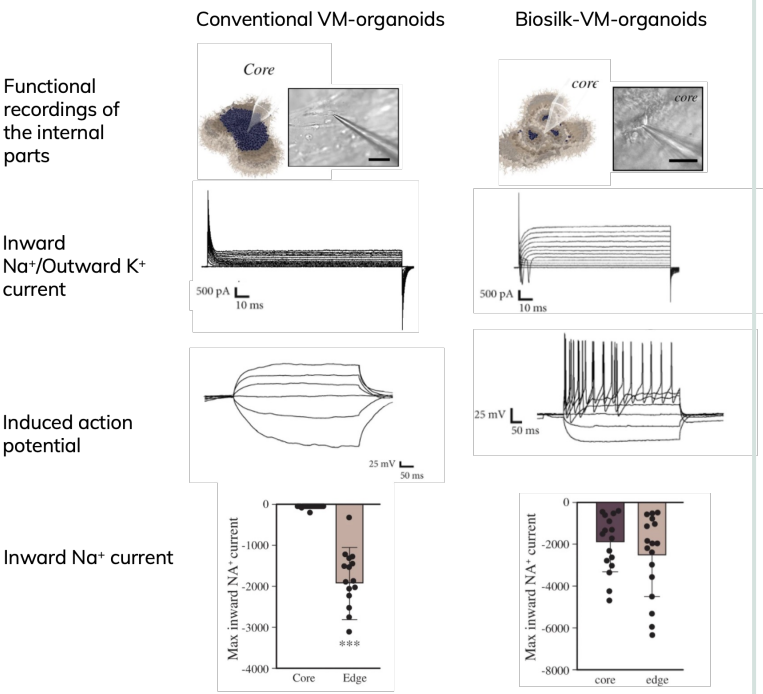 Conventional VM-organoids
Biosilk-VM-organoids
Functional
recordings of
the internal
parts
Core
core
core
Inward
Na⁺/Outward K⁺
current
500 pA
10 ms
500 pA
10 ms
Induced action
potential
25 mV
50 ms
25 mV
50 ms
Inward Na⁺ current
Max inward NA⁺ current
0
-1000
-2000
-3000
-4000
***
Core
Edge
Max inward NA⁺ current
0
-2000
-4000
-6000
-8000
core
edge